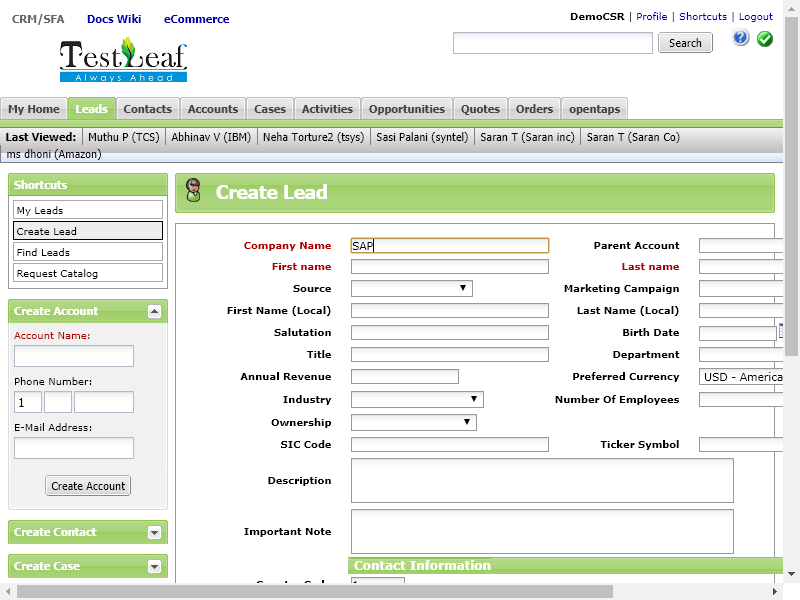 CRM/SFA Docs Wiki eCommerce
DemoCSR | Profile | Shortcuts | Logout
TestLeaf
Always Ahead
Search
My Home Leads Contacts Accounts Cases Activities Opportunities Quotes Orders opentaps
Last Viewed: Muthu P (TCS) Abhinav V (IBM) Neha Torture2 (tsys) Sasi Palani (syntel) Saran T (Saran inc) Saran T (Saran Co)
ms dhoni (Amazon)
Shortcuts
My Leads
Create Lead
Find Leads
Request Catalog
Create Account
Account Name:
Phone Number:
1
E-Mail Address:
Create Account
Create Contact
Create Case
Create Lead
Company Name SAP Parent Account
First name Last name
Source Marketing Campaign
First Name (Local) Last Name (Local)
Salutation Birth Date
Title Department
Annual Revenue Preferred Currency USD - America
Industry Number Of Employees
Ownership
SIC Code Ticker Symbol
Description
Important Note
Contact Information